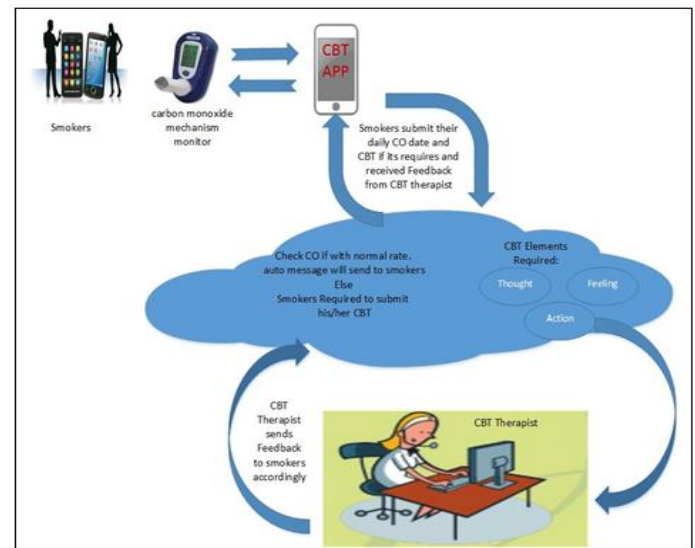 Smokers
carbon monoxide
mechanism
monitor
CBT
APP
Smokers submit their
daily CO date and
CBT if its requires and
received Feedback
from CBT therapist
Check CO if with normal rate.
auto message will send to smokers
Else
Smokers Required to submit
his/her CBT
CBT Elements
Required:
Thought
Feeling
Action
CBT
Therapist
sends
Feedback
to smokers
accordingly
CBT Therapist